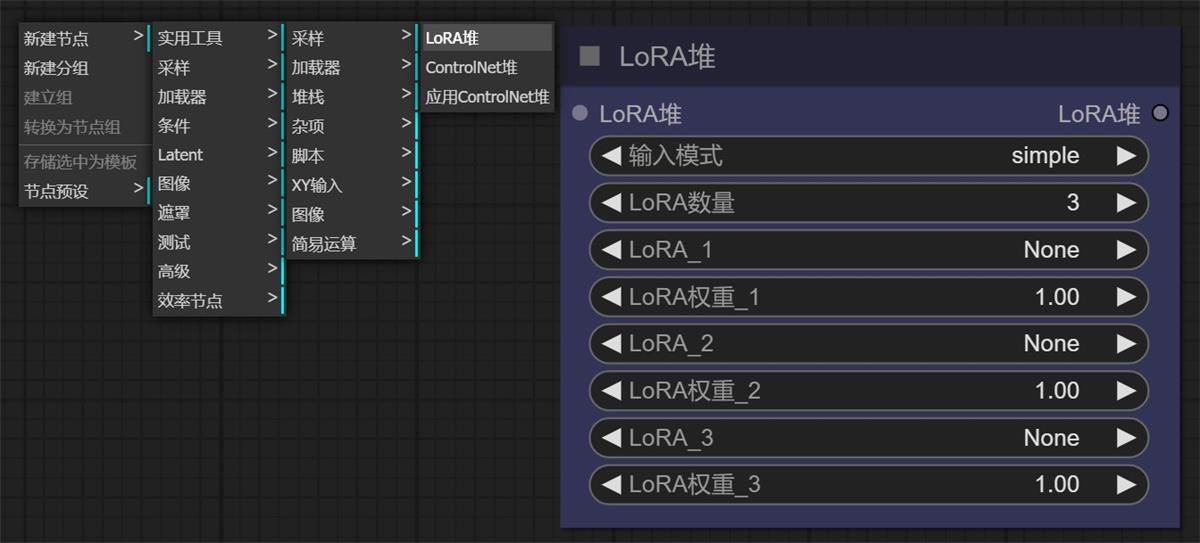 新建节点 >
新建分组
建立组
转换为节点组
存储选中为模板
节点预设 >
实用工具 >
采样 >
加载器 >
条件 >
Latent >
图像 >
遮罩 >
测试 >
高级 >
效率节点 >
采样 >
加载器 >
堆栈 >
杂项 >
脚本 >
XY输入 >
图像 >
简易运算 >
LoRA堆
ControlNet堆
应用ControlNet堆
LoRA堆
LoRA堆 LoRA堆
输入模式 simple
LoRA数量 3
LoRA_1 None
LoRA权重_1 1.00
LoRA_2 None
LoRA权重_2 1.00
LoRA_3 None
LoRA权重_3 1.00